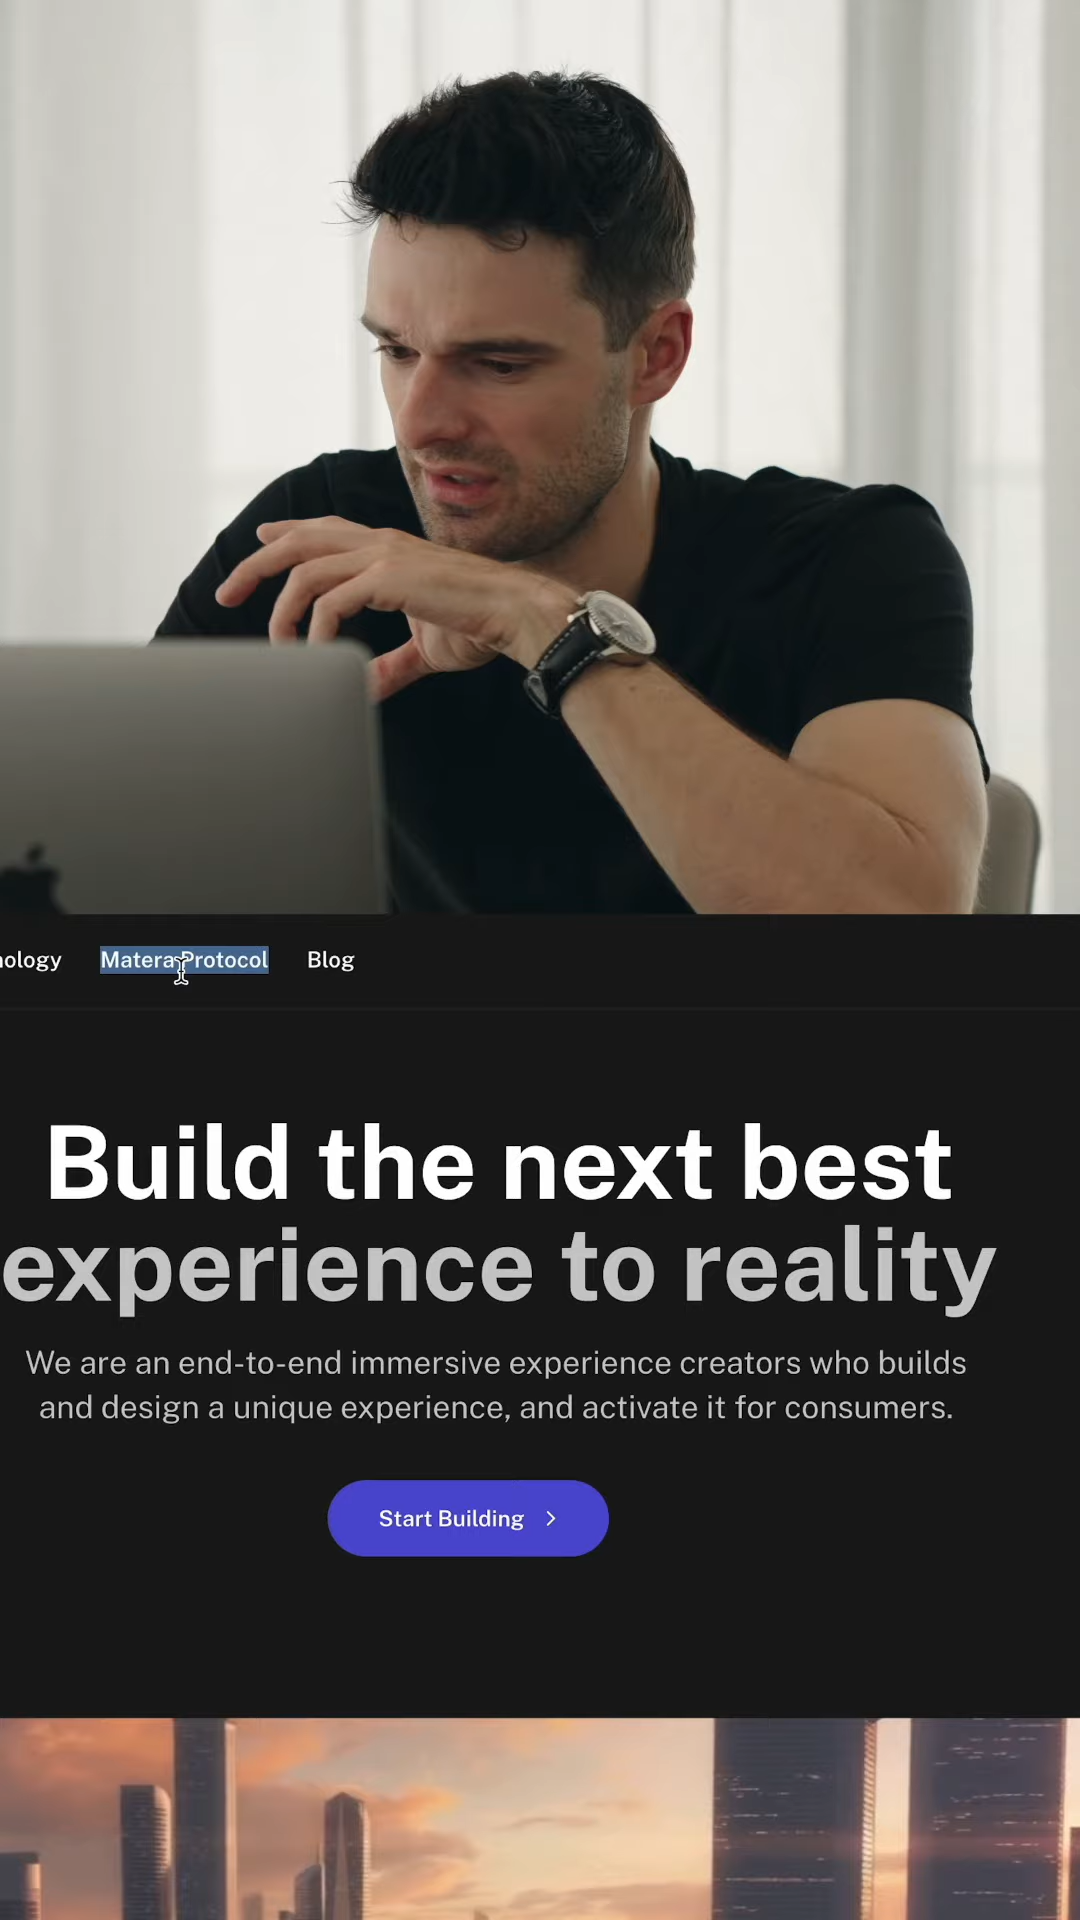 nology
Matera Protocol
Blog
Build the next best
experience to reality
We are an end-to-end immersive experience creators who builds
and design a unique experience, and activate it for consumers.
Start Building